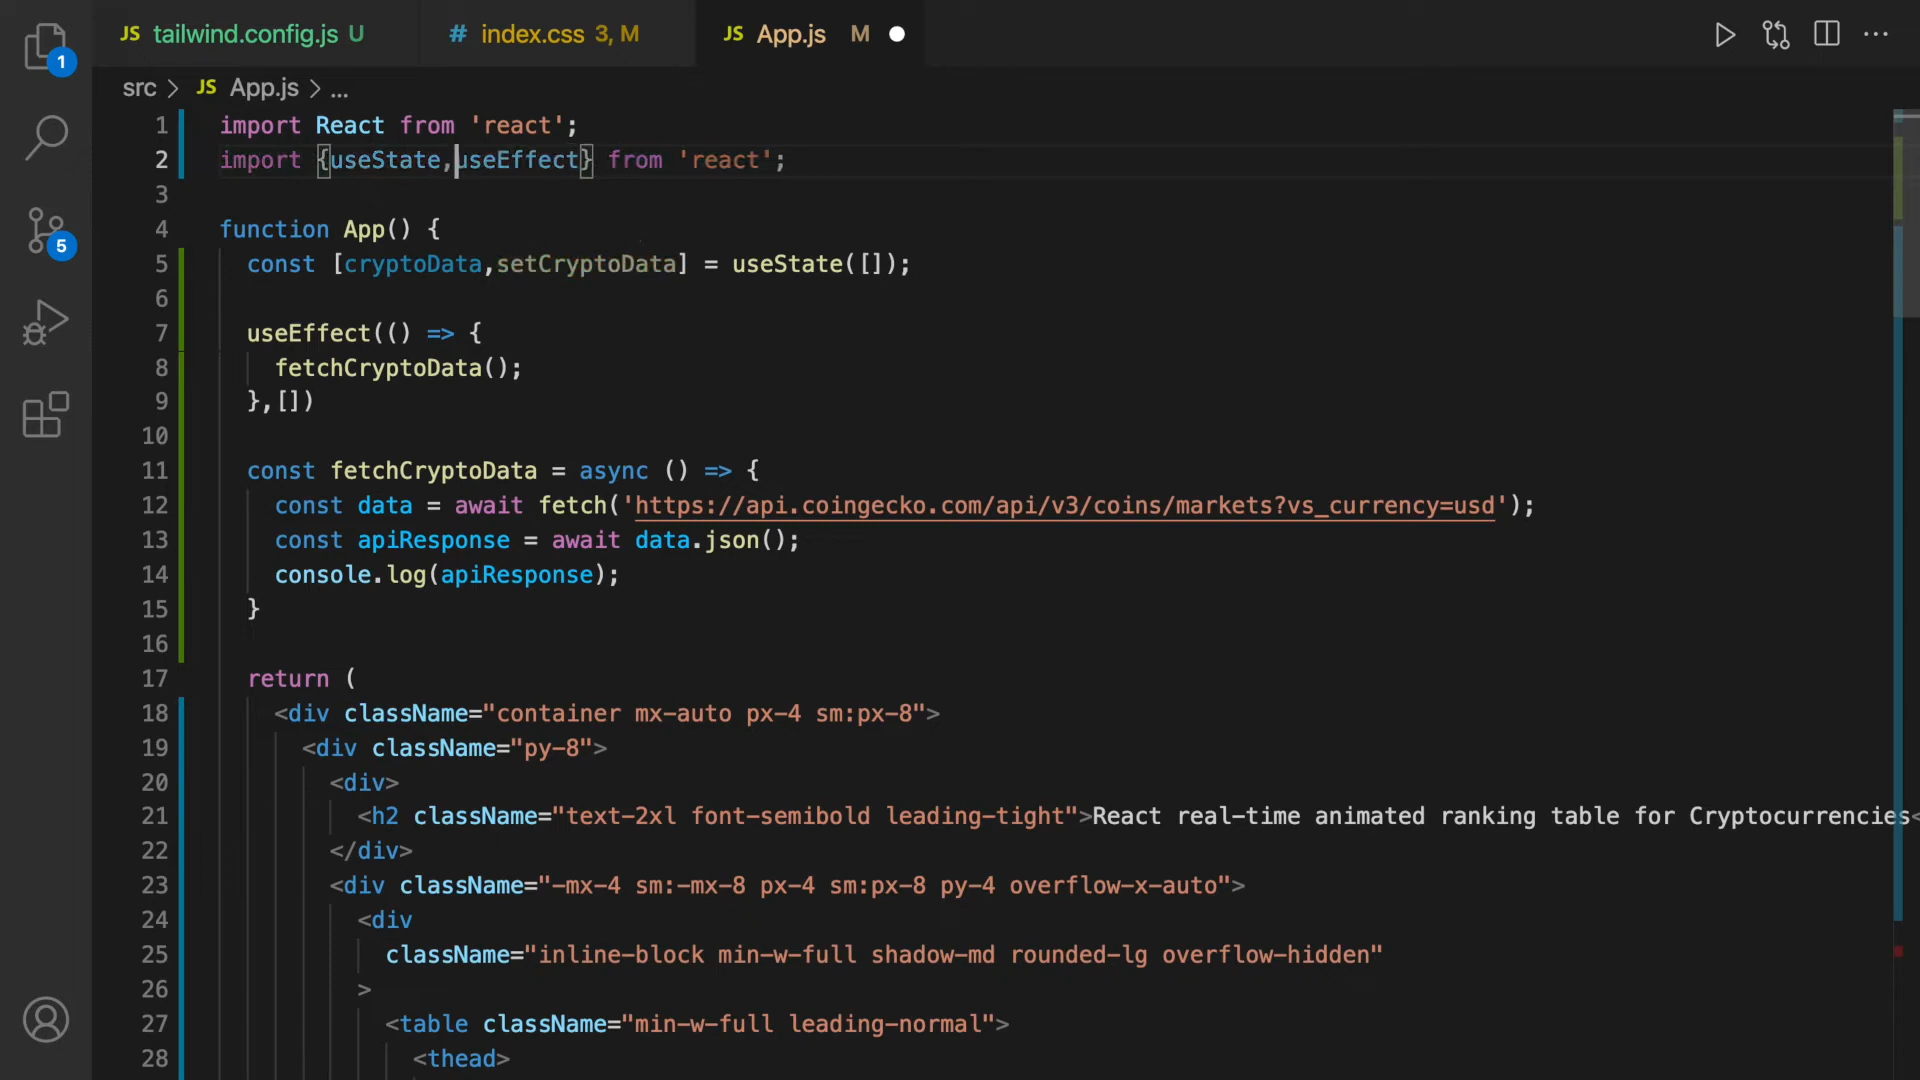 JS tailwind.config.js U
# index.css 3, M
JS App.js M
1
5
src > JS App.js > ...
1 import React from 'react';
2 import {useState,useEffect} from 'react';
3
4 function App() {
5 const [cryptoData,setCryptoData] = useState([]);
6
7 useEffect(() => {
8 fetchCryptoData();
9 },[])
10
11 const fetchCryptoData = async () => {
12 const data = await fetch('https://api.coingecko.com/api/v3/coins/markets?vs_currency=usd');
13 const apiResponse = await data.json();
14 console.log(apiResponse);
15 }
16
17 return (
18 <div className="container mx-auto px-4 sm:px-8">
19 <div className="py-8">
20 <div>
21 <h2 className="text-2xl font-semibold leading-tight">React real-time animated ranking table for Cryptocurrencies<
22 </div>
23 <div className="-mx-4 sm:-mx-8 px-4 sm:px-8 py-4 overflow-x-auto">
24 <div
25 className="inline-block min-w-full shadow-md rounded-lg overflow-hidden"
26 >
27 <table className="min-w-full leading-normal">
28 <thead>